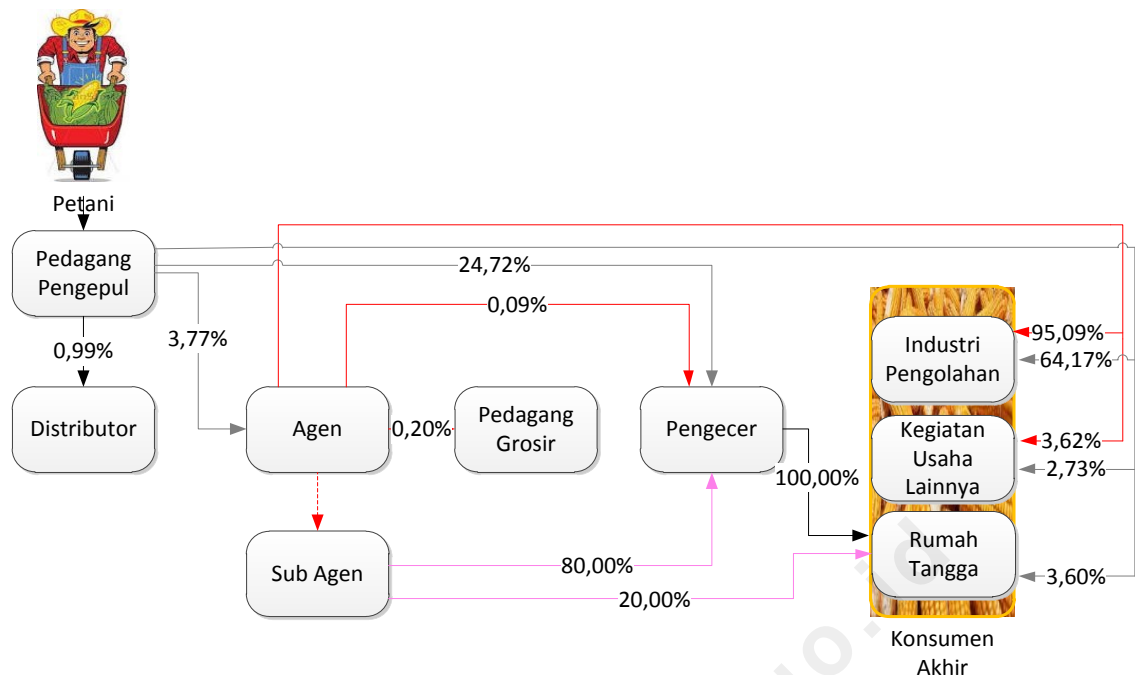 Petani
Pedagang
Pengepul
24,72%
0,09%
3,77%
0,99%
95,09%
64,17%
Industri
Pengolahan
Distributor
Agen
0,20%
Pedagang
Grosir
Pengecer
Kegiatan
Usaha
Lainnya
3,62%
2,73%
100,00%
Sub Agen
80,00%
20,00%
Rumah
Tangga
3,60%
Konsumen
Akhir
lo.id